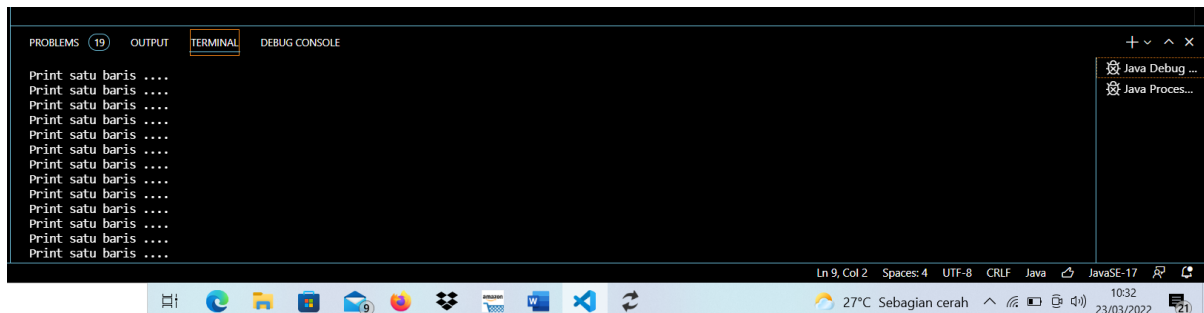 PROBLEMS 19 OUTPUT TERMINAL DEBUG CONSOLE
Print satu baris ....
Print satu baris ....
Print satu baris ....
Print satu baris ....
Print satu baris ....
Print satu baris ....
Print satu baris ....
Print satu baris ....
Print satu baris ....
Print satu baris ....
Print satu baris ....
Print satu baris ....
Print satu baris ....
Java Debug ...
Java Proces...
Ln 9, Col 2 Spaces: 4 UTF-8 CRLF Java JavaSE-17
9 amazon W 27°C Sebagian cerah 10:32
23/03/2022 21